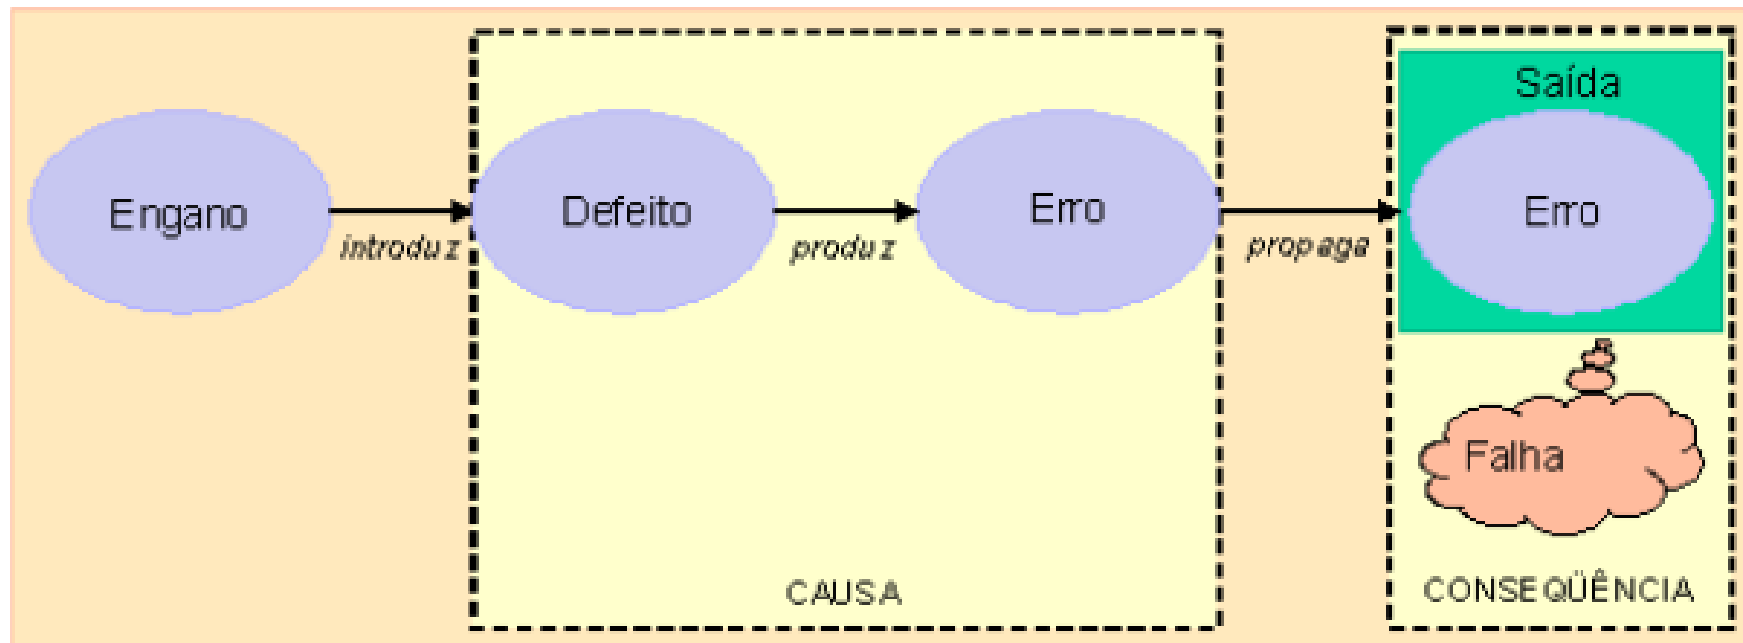 Engano
introduz
Defeito
produz
Erro
propaga
Saída
Erro
Falha
CAUSA
CONSEQÜÊNCIA